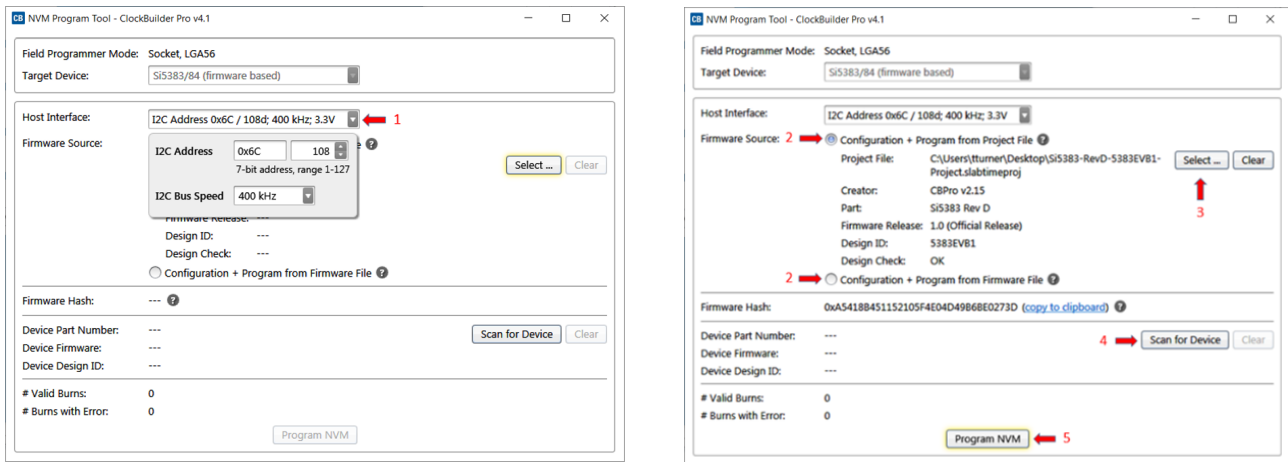 CB NVM Program Tool - ClockBuilder Pro v4.1
Field Programmer Mode: Socket, LGA56
Target Device: Si5383/84 (firmware based)
Host Interface: I2C Address 0x6C / 108d; 400 kHz; 3.3V 1
Firmware Source:
I2C Address 0x6C 108
7-bit address, range 1-127
I2C Bus Speed 400 kHz
Select ... Clear
Firmware Release: ---
Design ID: ---
Design Check: ---
Configuration + Program from Firmware File ?
Firmware Hash: --- ?
Device Part Number: --- Scan for Device Clear
Device Firmware: ---
Device Design ID: ---
# Valid Burns: 0
# Burns with Error: 0
Program NVM
CB NVM Program Tool - ClockBuilder Pro v4.1
Field Programmer Mode: Socket, LGA56
Target Device: Si5383/84 (firmware based)
Host Interface: I2C Address 0x6C / 108d; 400 kHz; 3.3V
Firmware Source: 2 Configuration + Program from Project File ?
Project File: C:\Users\tturner\Desktop\Si5383-RevD-5383EVB1- Select ... Clear
Project.slabtimeproj
Creator: CBPro v2.15
3
Part: Si5383 Rev D
Firmware Release: 1.0 (Official Release)
Design ID: 5383EVB1
Design Check: OK
2 Configuration + Program from Firmware File ?
Firmware Hash: 0xA5418B451152105F4E04D49B6BE0273D (copy to clipboard) ?
Device Part Number: --- 4 Scan for Device Clear
Device Firmware: ---
Device Design ID: ---
# Valid Burns: 0
# Burns with Error: 0
Program NVM 5